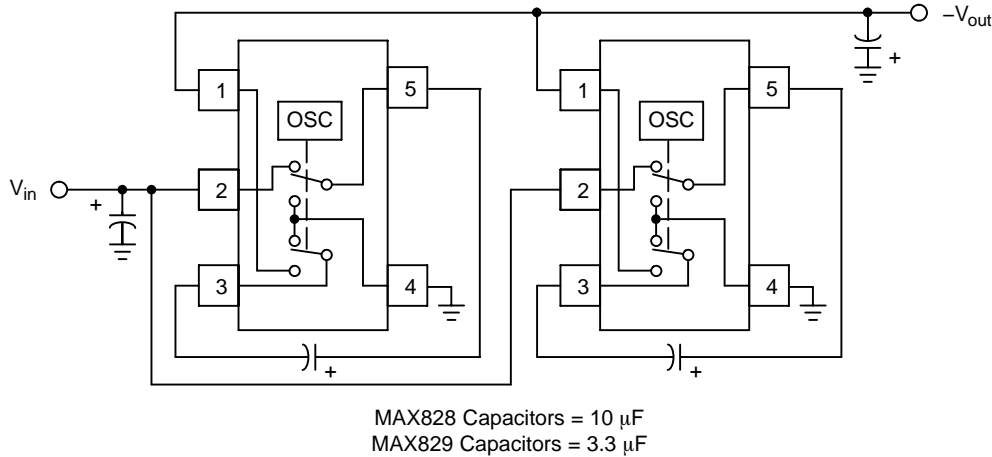 −Vout
1
5
1
5
OSC
OSC
Vin
2
2
+
+
3
4
3
4
+
+
MAX828 Capacitors = 10 μF
MAX829 Capacitors = 3.3 μF